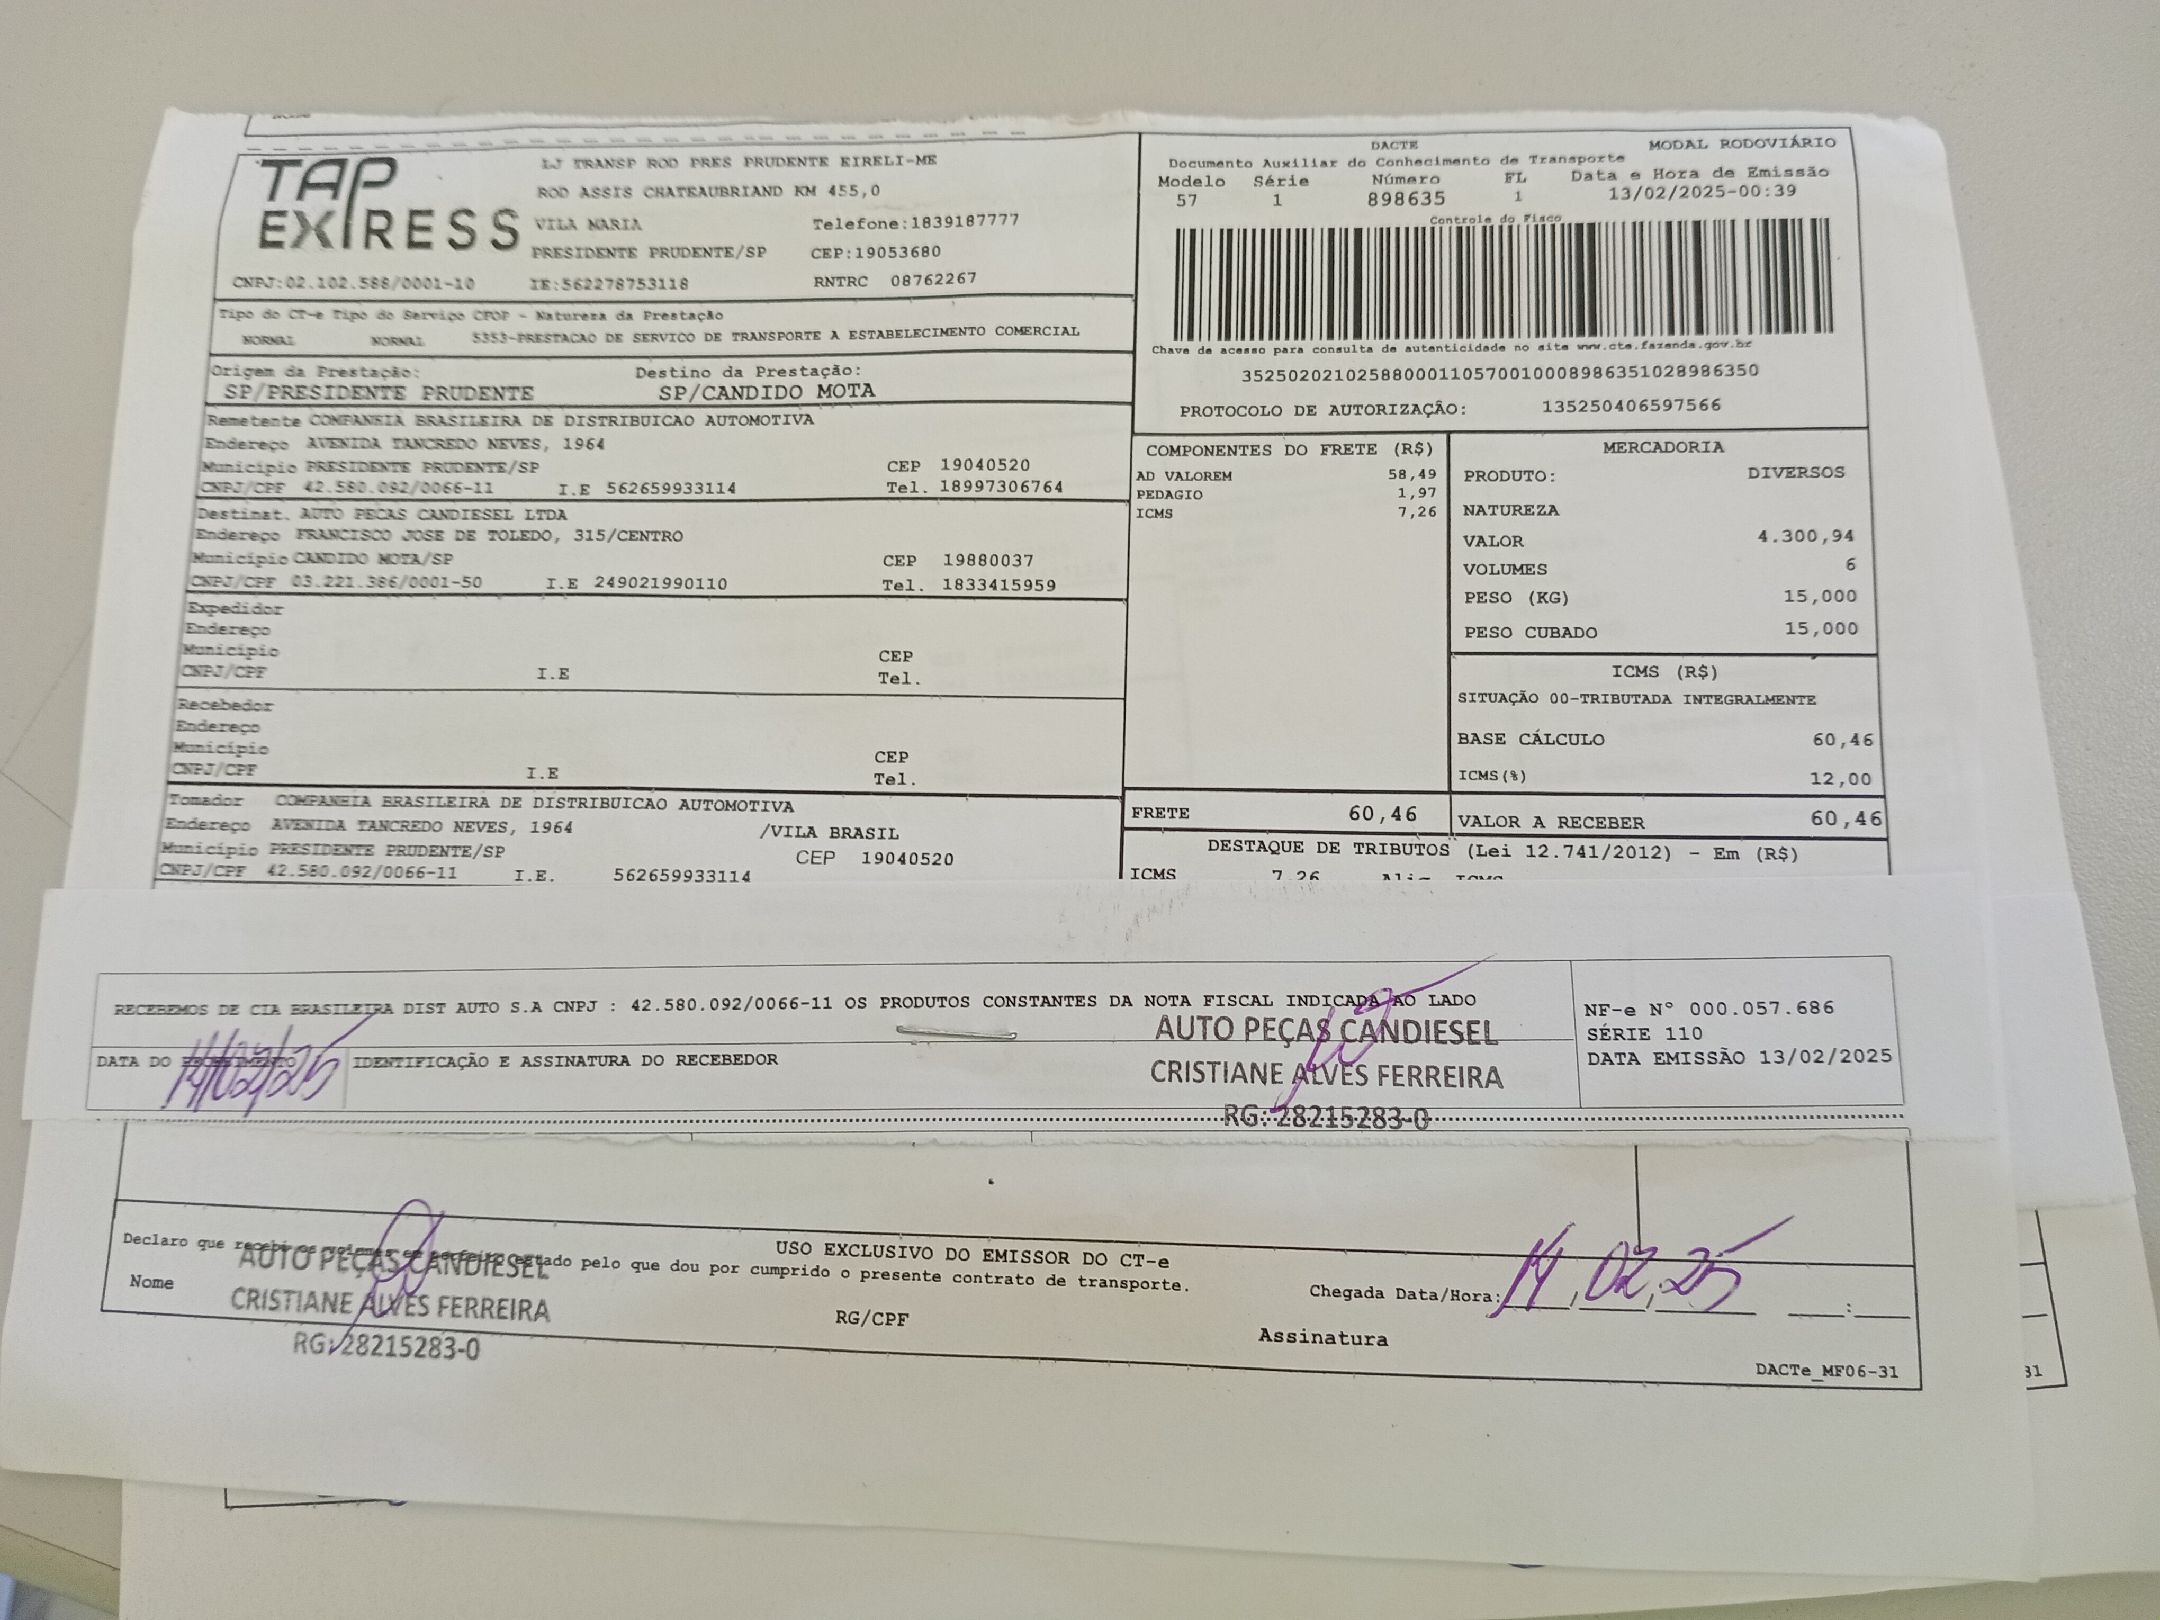 TAP
EXPRESS
LJ TRANSP ROD PRES PRUDENTE EIRELI-ME
ROD ASSIS CHATEAUBRIAND KM 455,0
VILA MARIA Telefone:1839187777
PRESIDENTE PRUDENTE/SP CEP:19053680
CNPJ:02.102.588/0001-10 IE:562278753118 RNTRC 08762267
DACTE MODAL RODOVIÁRIO
Documento Auxiliar do Conhecimento de Transporte
Modelo Série Número FL Data e Hora de Emissão
57 1 898635 1 13/02/2025-00:39
Controle do Fisco
Chave de acesso para consulta de autenticidade no site www.cte.fazenda.gov.br
35250202102588000110570010008986351028986350
PROTOCOLO DE AUTORIZAÇÃO: 135250406597566
Tipo do CT-e Tipo do Serviço CFOP - Natureza da Prestação
NORMAL NORMAL 5353-PRESTACAO DE SERVICO DE TRANSPORTE A ESTABELECIMENTO COMERCIAL
Origem da Prestação: Destino da Prestação:
SP/PRESIDENTE PRUDENTE SP/CANDIDO MOTA
Remetente COMPANHIA BRASILEIRA DE DISTRIBUICAO AUTOMOTIVA
Endereço AVENIDA TANCREDO NEVES, 1964
Município PRESIDENTE PRUDENTE/SP CEP 19040520
CNPJ/CPF 42.580.092/0066-11 I.E 562659933114 Tel. 18997306764
Destinat. AUTO PECAS CANDIESEL LTDA
Endereço FRANCISCO JOSE DE TOLEDO, 315/CENTRO
Município CANDIDO MOTA/SP CEP 19880037
CNPJ/CPF 03.221.386/0001-50 I.E 249021990110 Tel. 1833415959
Expedidor
Endereço
Município CEP
CNPJ/CPF I.E Tel.
Recebedor
Endereço
Município CEP
CNPJ/CPF I.E Tel.
Tomador COMPANHIA BRASILEIRA DE DISTRIBUICAO AUTOMOTIVA
Endereço AVENIDA TANCREDO NEVES, 1964 /VILA BRASIL
Município PRESIDENTE PRUDENTE/SP CEP 19040520
CNPJ/CPF 42.580.092/0066-11 I.E. 562659933114
COMPONENTES DO FRETE (R$)
AD VALOREM 58,49
PEDAGIO 1,97
ICMS 7,26
MERCADORIA
PRODUTO: DIVERSOS
NATUREZA
VALOR 4.300,94
VOLUMES 6
PESO (KG) 15,000
PESO CUBADO 15,000
ICMS (R$)
SITUAÇÃO 00-TRIBUTADA INTEGRALMENTE
BASE CÁLCULO 60,46
ICMS(%) 12,00
FRETE 60,46 VALOR A RECEBER 60,46
DESTAQUE DE TRIBUTOS (Lei 12.741/2012) - Em (R$)
ICMS 7,26
RECEBEMOS DE CIA BRASILEIRA DIST AUTO S.A CNPJ : 42.580.092/0066-11 OS PRODUTOS CONSTANTES DA NOTA FISCAL INDICADA AO LADO
DATA DO RECEBIMENTO IDENTIFICAÇÃO E ASSINATURA DO RECEBEDOR
14/02/25
AUTO PEÇAS CANDIESEL
CRISTIANE ALVES FERREIRA
RG: 28215283-0
NF-e Nº 000.057.686
SÉRIE 110
DATA EMISSÃO 13/02/2025
USO EXCLUSIVO DO EMISSOR DO CT-e
Declaro que recebi os volumes em perfeito estado pelo que dou por cumprido o presente contrato de transporte.
Nome RG/CPF Assinatura
AUTO PEÇAS CANDIESEL
CRISTIANE ALVES FERREIRA
RG: 28215283-0
Chegada Data/Hora: 14,02,25 :
DACTe_MF06-31
31